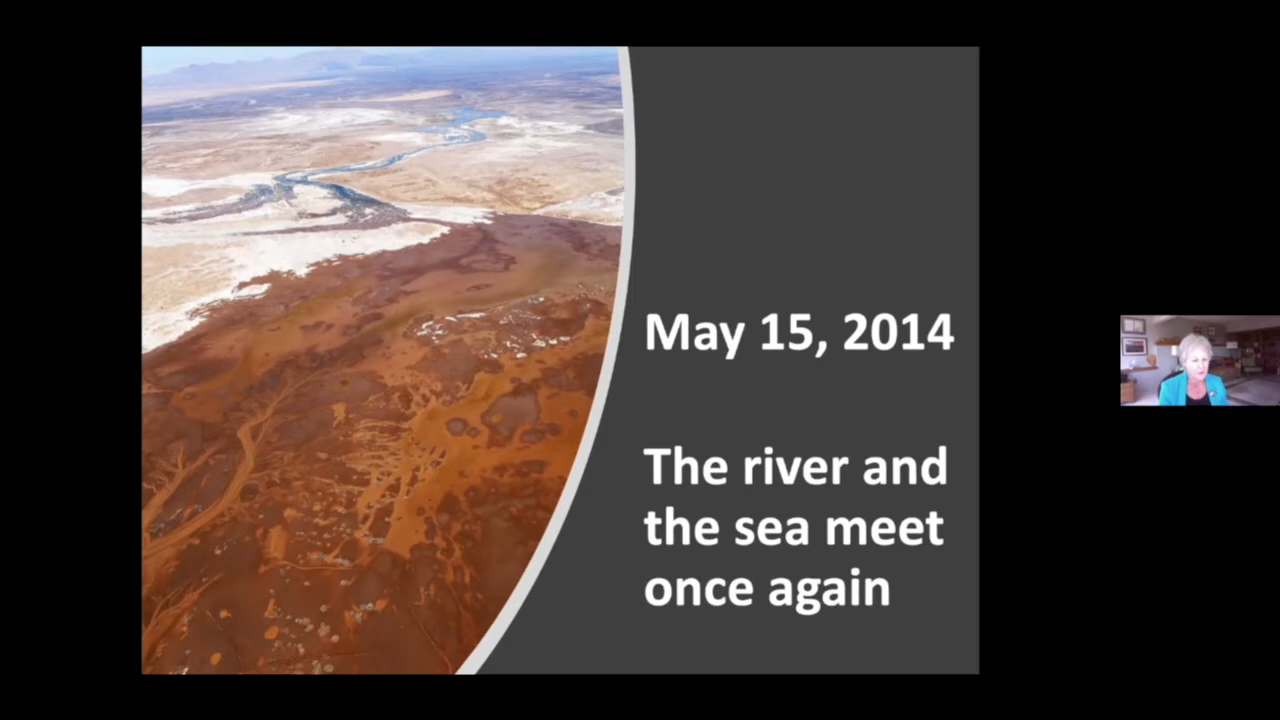 May 15, 2014
The river and
the sea meet
once again